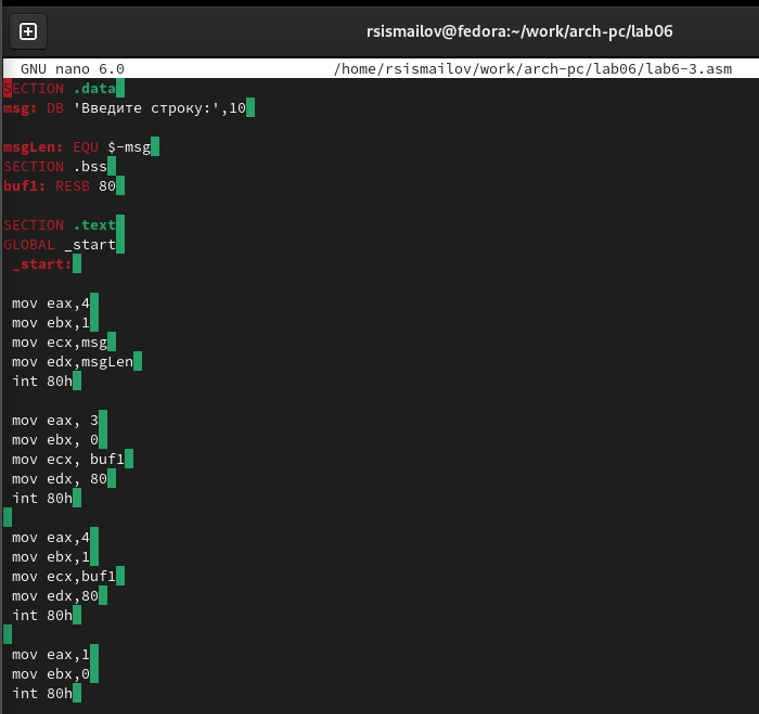 rsismailov@fedora:~/work/arch-pc/lab06
GNU nano 6.0 /home/rsismailov/work/arch-pc/lab06/lab6-3.asm
SECTION .data
msg: DB 'Введите строку:',10
msgLen: EQU $-msg
SECTION .bss
buf1: RESB 80
SECTION .text
GLOBAL _start
_start:
mov eax,4
mov ebx,1
mov ecx,msg
mov edx,msgLen
int 80h
mov eax, 3
mov ebx, 0
mov ecx, buf1
mov edx, 80
int 80h
mov eax,4
mov ebx,1
mov ecx,buf1
mov edx,80
int 80h
mov eax,1
mov ebx,0
int 80h